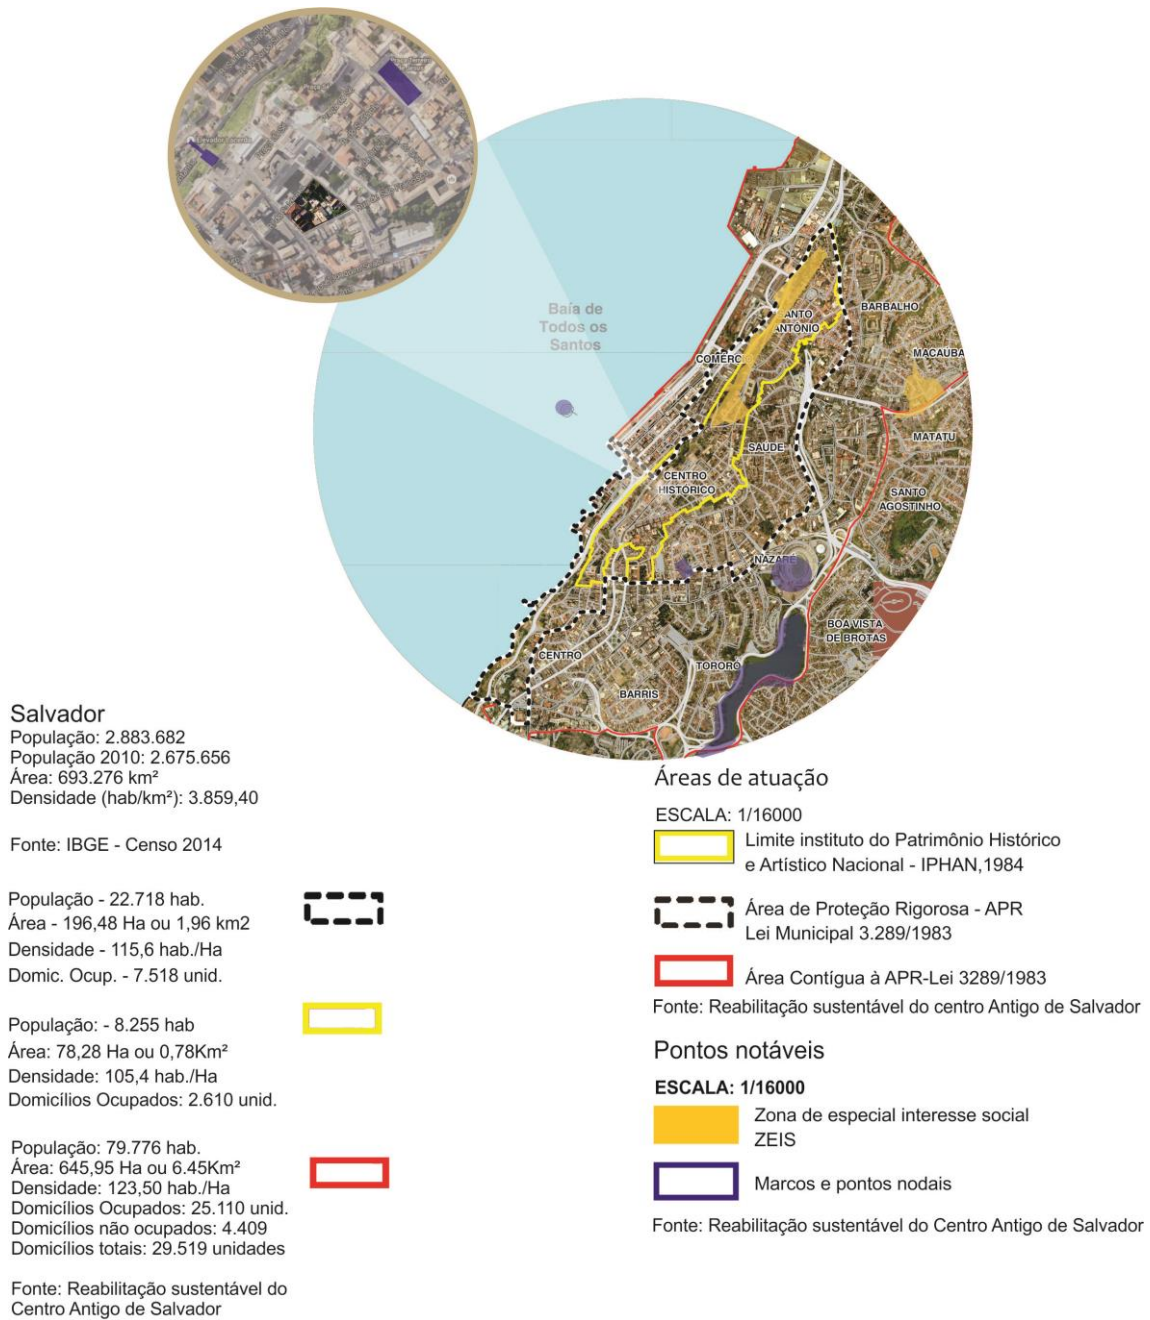 Baía de
Todos os
Santos
BARBALHO
ANTO
ANTÔNIO
MACAUBA
COMÉRC
MATATU
SAÚDE
CENTRO
HISTÓRICO
SANTO
AGOSTINHO
NAZARÉ
BOA VISTA
DE BROTAS
CENTRO
TORORÓ
BARRIS
Salvador
População: 2.883.682
População 2010: 2.675.656
Área: 693.276 km²
Densidade (hab/km²): 3.859,40
Fonte: IBGE - Censo 2014
População - 22.718 hab.
Área - 196,48 Ha ou 1,96 km2
Densidade - 115,6 hab./Ha
Domic. Ocup. - 7.518 unid.
População: - 8.255 hab
Área: 78,28 Ha ou 0,78Km²
Densidade: 105,4 hab./Ha
Domicílios Ocupados: 2.610 unid.
População: 79.776 hab.
Área: 645,95 Ha ou 6.45Km²
Densidade: 123,50 hab./Ha
Domicílios Ocupados: 25.110 unid.
Domicílios não ocupados: 4.409
Domicílios totais: 29.519 unidades
Fonte: Reabilitação sustentável do
Centro Antigo de Salvador
Áreas de atuação
ESCALA: 1/16000
Limite instituto do Patrimônio Histórico
e Artístico Nacional - IPHAN,1984
Área de Proteção Rigorosa - APR
Lei Municipal 3.289/1983
Área Contígua à APR-Lei 3289/1983
Fonte: Reabilitação sustentável do centro Antigo de Salvador
Pontos notáveis
ESCALA: 1/16000
Zona de especial interesse social
ZEIS
Marcos e pontos nodais
Fonte: Reabilitação sustentável do Centro Antigo de Salvador